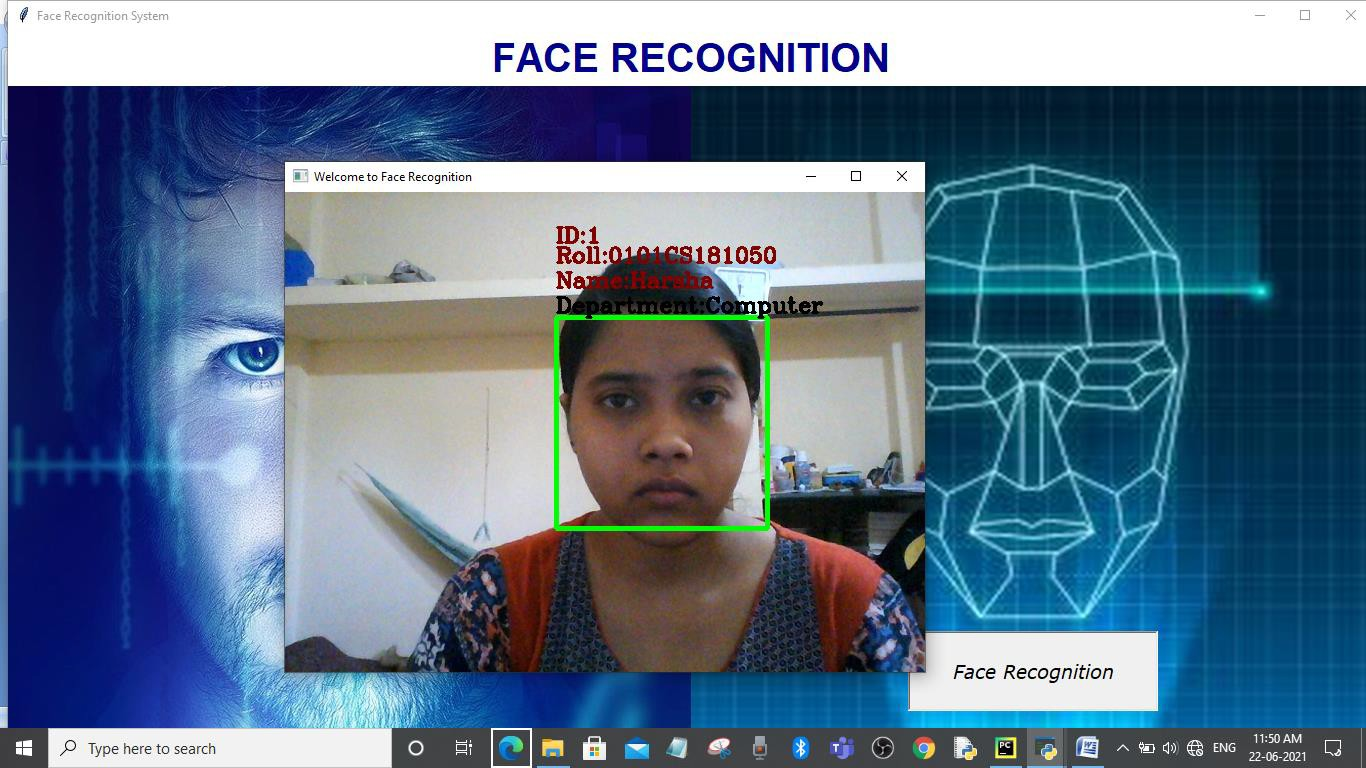 Face Recognition System
FACE RECOGNITION
Welcome to Face Recognition
ID:1
Roll:0101CS181050
Name:Harsha
Department:Computer
Face Recognition
Type here to search
PC
W
ENG
11:50 AM
22-06-2021